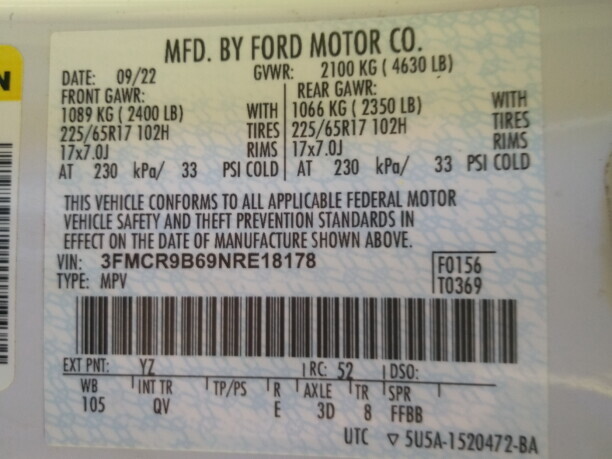 MFD. BY FORD MOTOR CO.
DATE: 09/22 GVWR: 2100 KG ( 4630 LB)
FRONT GAWR: REAR GAWR:
1089 KG ( 2400 LB) WITH 1066 KG ( 2350 LB) WITH
225/65R17 102H TIRES 225/65R17 102H TIRES
17x7.0J RIMS 17x7.0J RIMS
AT 230 kPa/ 33 PSI COLD AT 230 kPa/ 33 PSI COLD
THIS VEHICLE CONFORMS TO ALL APPLICABLE FEDERAL MOTOR
VEHICLE SAFETY AND THEFT PREVENTION STANDARDS IN
EFFECT ON THE DATE OF MANUFACTURE SHOWN ABOVE.
VIN: 3FMCR9B69NRE18178 F0156
TYPE: MPV T0369
EXT PNT: YZ RC: 52 DSO:
WB INT TR TP/PS R AXLE TR SPR
105 QV E 3D 8 FFBB
UTC ▽ 5U5A-1520472-BA
N